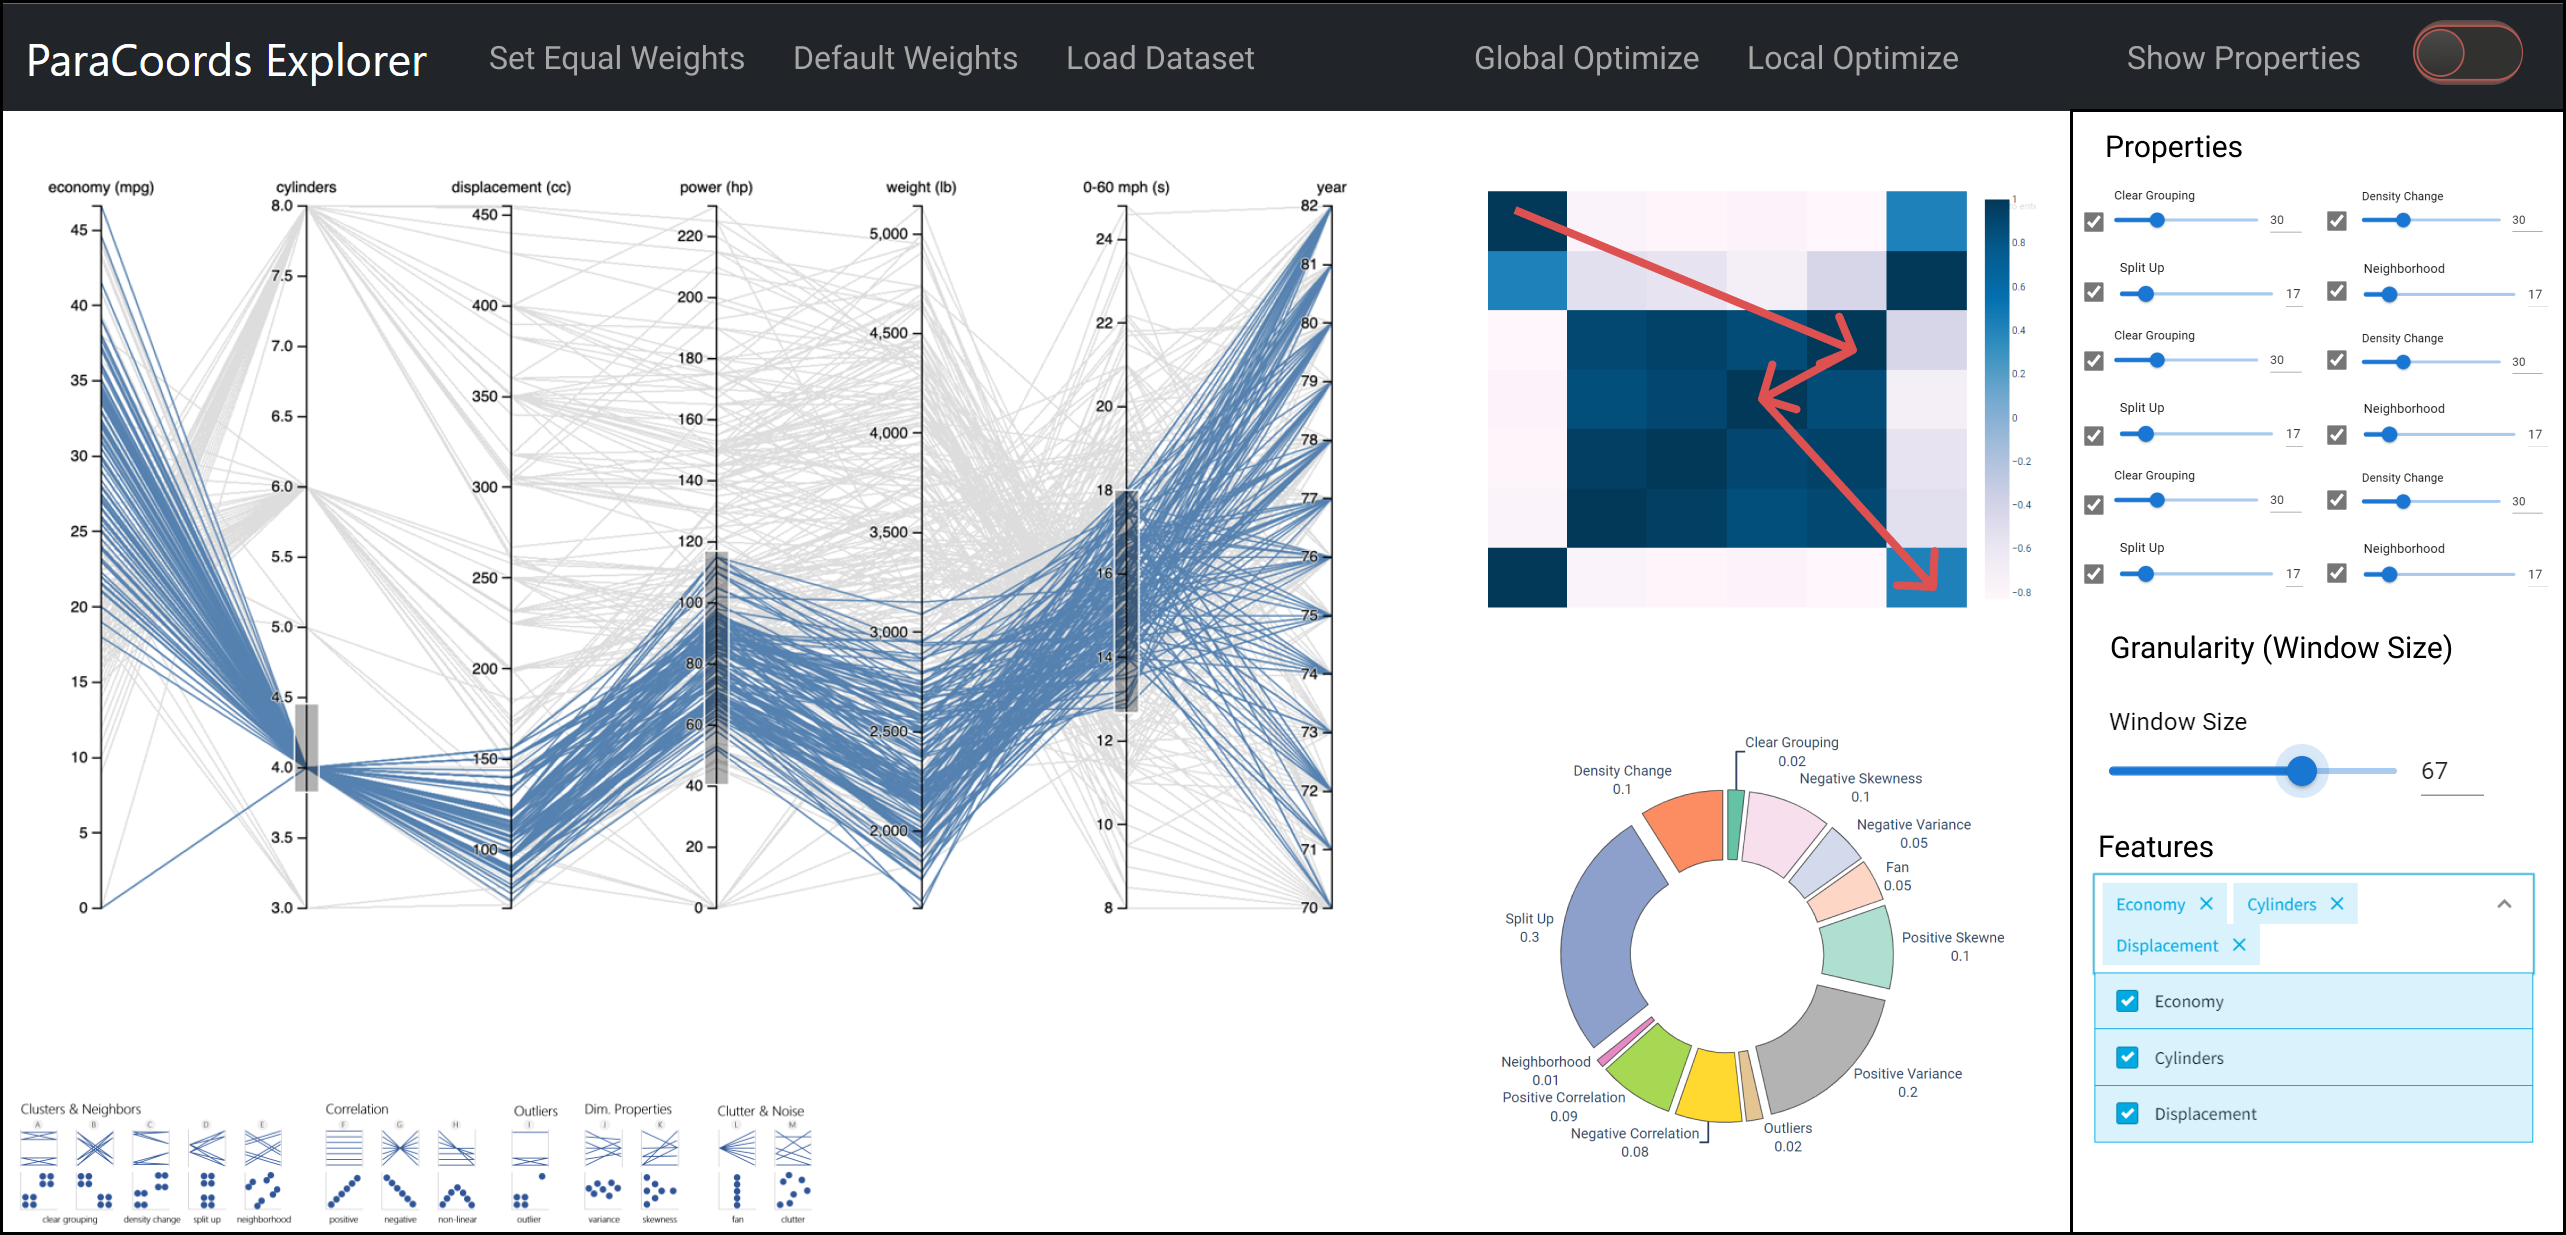 ParaCoords Explorer
Set Equal Weights
Default Weights
Load Dataset
Global Optimize
Local Optimize
Show Properties
economy (mpg)
45
40
35
30
25
20
15
10
5
0
cylinders
8.0
7.5
7.0
6.5
6.0
5.5
5.0
4.5
4.0
3.5
3.0
displacement (cc)
450
400
350
300
250
200
150
100
power (hp)
220
200
180
160
140
120
100
80
60
40
20
0
weight (lb)
5,000
4,500
4,000
3,500
3,000
2,500
2,000
0-60 mph (s)
24
22
20
18
16
14
12
10
8
year
82
81
80
79
78
77
76
75
74
73
72
71
70
1
0.8
0.6
0.4
0.2
0
−0.2
−0.4
−0.6
−0.8
Clear Grouping
0.02
Negative Skewness
0.1
Negative Variance
0.05
Fan
0.05
Positive Skewne
0.1
Positive Variance
0.2
Outliers
0.02
Negative Correlation
0.08
Positive Correlation
0.09
Neighborhood
0.01
Split Up
0.3
Density Change
0.1
Clusters & Neighbors
A
B
C
D
E
clear grouping
density change
split up
neighborhood
Correlation
F
G
H
positive
negative
non-linear
Outliers
I
outlier
Dim. Properties
J
K
variance
skewness
Clutter & Noise
L
M
fan
clutter
Properties
Clear Grouping
30
Density Change
30
Split Up
17
Neighborhood
17
Clear Grouping
30
Density Change
30
Split Up
17
Neighborhood
17
Clear Grouping
30
Density Change
30
Split Up
17
Neighborhood
17
Granularity (Window Size)
Window Size
67
Features
Economy
Cylinders
Displacement
Economy
Cylinders
Displacement